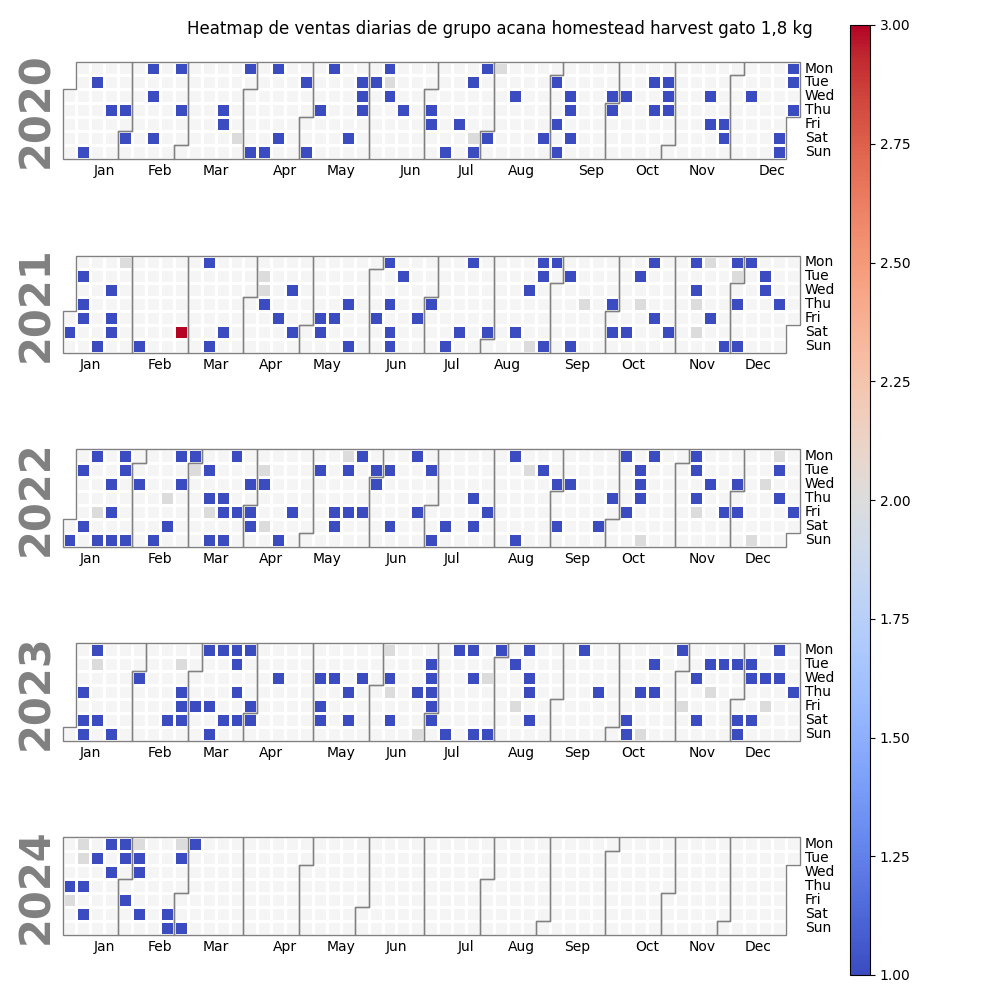 Heatmap de ventas diarias de grupo acana homestead harvest gato 1,8 kg
2020
Mon
Tue
Wed
Thu
Fri
Sat
Sun
Jan Feb Mar Apr May Jun Jul Aug Sep Oct Nov Dec
2021
Mon
Tue
Wed
Thu
Fri
Sat
Sun
Jan Feb Mar Apr May Jun Jul Aug Sep Oct Nov Dec
2022
Mon
Tue
Wed
Thu
Fri
Sat
Sun
Jan Feb Mar Apr May Jun Jul Aug Sep Oct Nov Dec
2023
Mon
Tue
Wed
Thu
Fri
Sat
Sun
Jan Feb Mar Apr May Jun Jul Aug Sep Oct Nov Dec
2024
Mon
Tue
Wed
Thu
Fri
Sat
Sun
Jan Feb Mar Apr May Jun Jul Aug Sep Oct Nov Dec
3.00
2.75
2.50
2.25
2.00
1.75
1.50
1.25
1.00